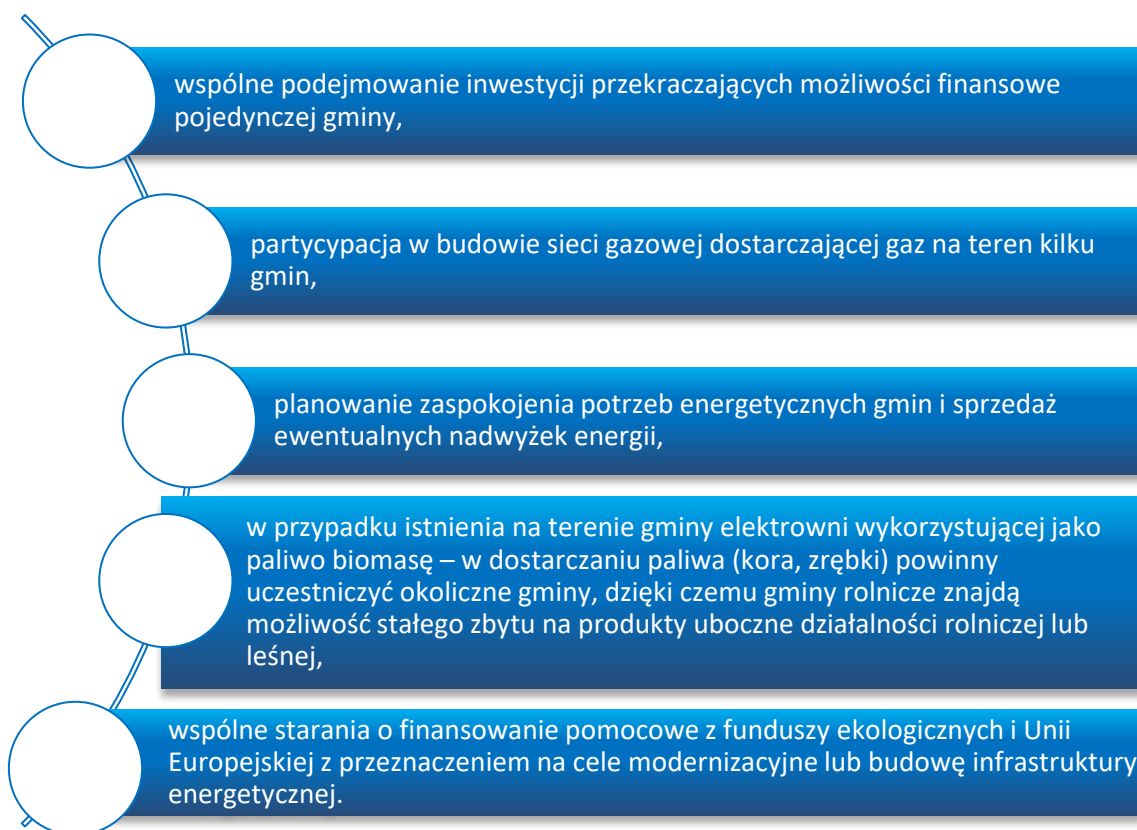 wspólne podejmowanie inwestycji przekraczających możliwości finansowe
pojedynczej gminy,
partycypacja w budowie sieci gazowej dostarczającej gaz na teren kilku
gmin,
planowanie zaspokojenia potrzeb energetycznych gmin i sprzedaż
ewentualnych nadwyżek energii,
w przypadku istnienia na terenie gminy elektrowni wykorzystującej jako
paliwo biomasę – w dostarczaniu paliwa (kora, zrębki) powinny
uczestniczyć okoliczne gminy, dzięki czemu gminy rolnicze znajdą
możliwość stałego zbytu na produkty uboczne działalności rolniczej lub
leśnej,
wspólne starania o finansowanie pomocowe z funduszy ekologicznych i Unii
Europejskiej z przeznaczeniem na cele modernizacyjne lub budowę infrastruktury
energetycznej.